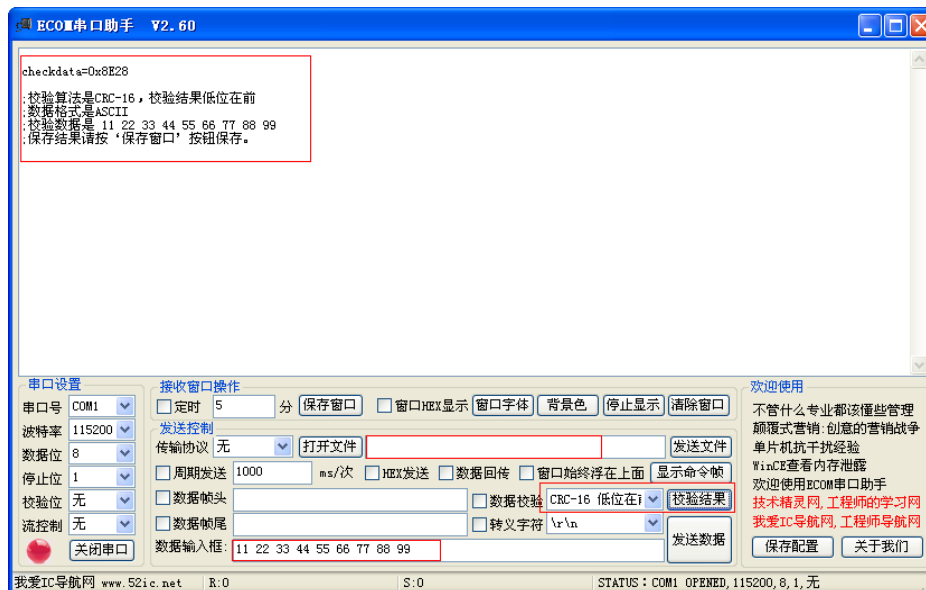 ECOM串口助手 V2.60
checkdata=0x8E28
;校验算法是CRC-16，校验结果低位在前
;数据格式是ASCII
;校验数据是 11 22 33 44 55 66 77 88 99
;保存结果请按‘保存窗口’按钮保存。
串口设置
串口号 COM1
波特率 115200
数据位 8
停止位 1
校验位 无
流控制 无
关闭串口
接收窗口操作
定时 5 分 保存窗口 窗口HEX显示 窗口字体 背景色 停止显示 清除窗口
发送控制
传输协议 无 打开文件 发送文件
周期发送 1000 ms/次 HEX发送 数据回传 窗口始终浮在上面 显示命令帧
数据帧头 数据校验 CRC-16 低位在 校验结果
数据帧尾 转义字符 \r\n
数据输入框: 11 22 33 44 55 66 77 88 99 发送数据
欢迎使用
不管什么专业都该懂些管理
颠覆式营销:创意的营销战争
单片机抗干扰经验
WinCE查看内存泄露
欢迎使用ECOM串口助手
技术精灵网,工程师的学习网
我爱IC导航网,工程师导航网
保存配置 关于我们
我爱IC导航网 www.52ic.net R:0 S:0 STATUS：COM1 OPENED,115200,8,1,无